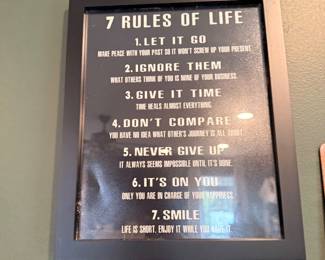 7 RULES OF LIFE
1. LET IT GO
MAKE PEACE WITH YOUR PAST SO IT WON'T SCREW UP YOUR PRESENT.
2. IGNORE THEM
WHAT OTHERS THINK OF YOU IS NONE OF YOUR BUSINESS.
3. GIVE IT TIME
TIME HEALS ALMOST EVERYTHING.
4. DON'T COMPARE
YOU HAVE NO IDEA WHAT OTHER'S JOURNEY IS ALL ABOUT.
5. NEVER GIVE UP
IT ALWAYS SEEMS IMPOSSIBLE UNTIL IT'S DONE.
6. IT'S ON YOU
ONLY YOU ARE IN CHARGE OF YOUR HAPPINESS.
7. SMILE
LIFE IS SHORT. ENJOY IT WHILE YOU HAVE IT.